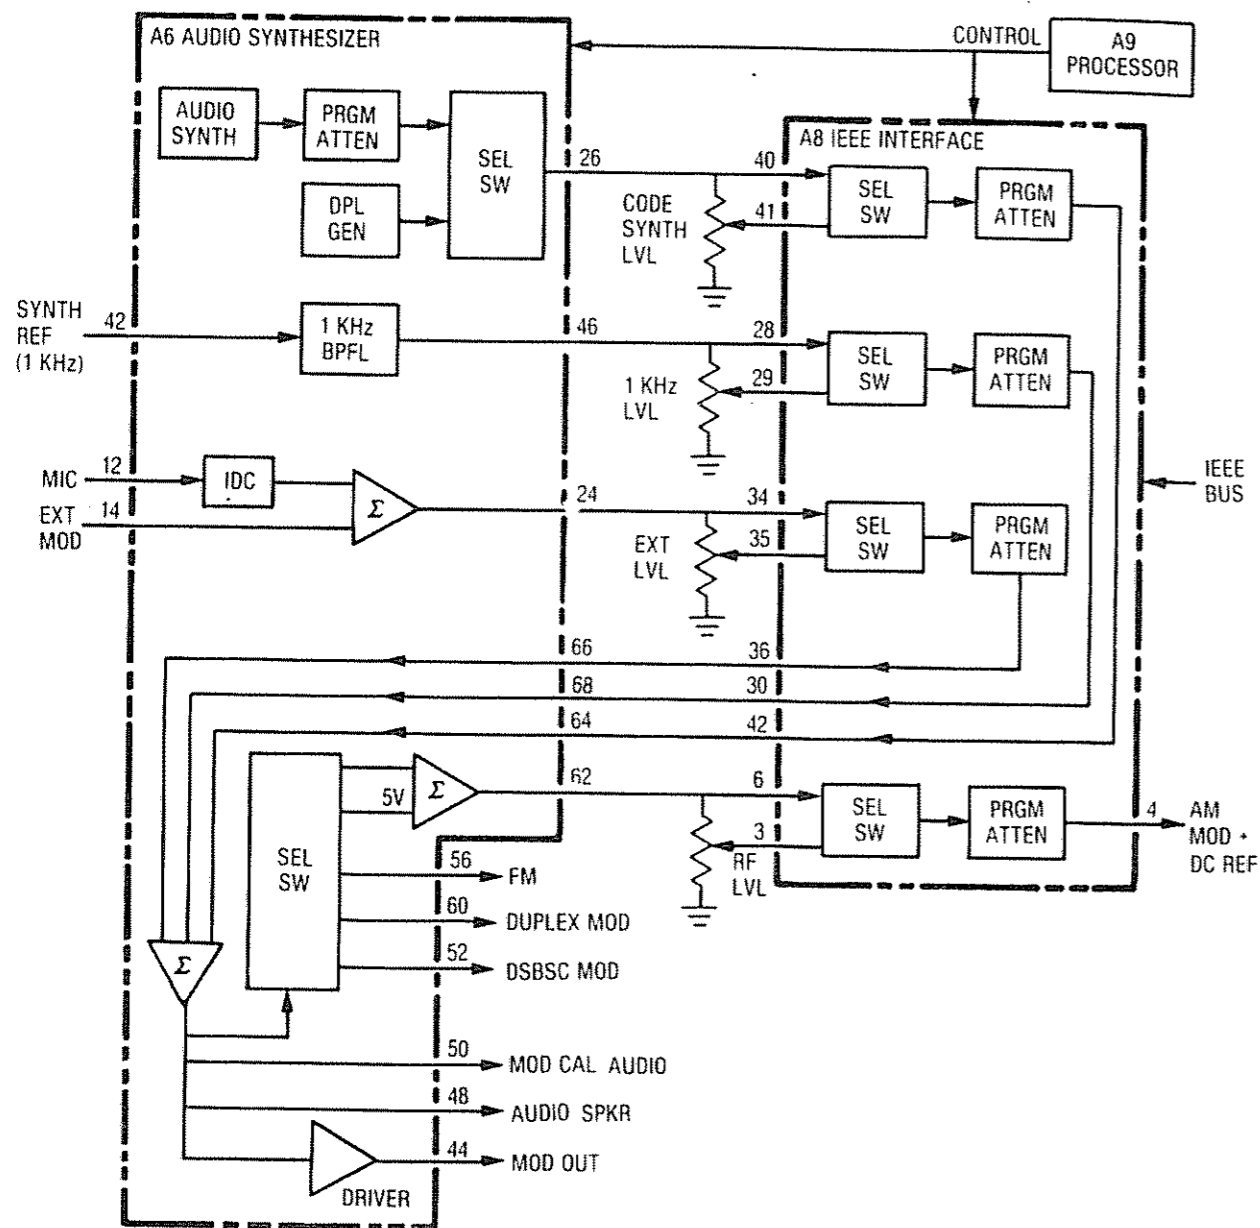 A6 AUDIO SYNTHESIZER
CONTROL
A9
PROCESSOR
AUDIO
SYNTH
PRGM
ATTEN
SEL
SW
DPL
GEN
26
40
A8 IEEE INTERFACE
CODE
SYNTH
LVL
41
SEL
SW
PRGM
ATTEN
SYNTH
REF
(1 KHz)
42
1 KHz
BPFL
46
28
1 KHz
LVL
29
SEL
SW
PRGM
ATTEN
MIC
12
IDC
EXT
MOD
14
Σ
24
34
EXT
LVL
35
SEL
SW
PRGM
ATTEN
IEEE
BUS
66
36
68
30
64
42
SEL
SW
5V
Σ
62
6
3
RF
LVL
SEL
SW
PRGM
ATTEN
4
AM
MOD +
DC REF
56
FM
60
DUPLEX MOD
52
DSBSC MOD
Σ
50
MOD CAL AUDIO
48
AUDIO SPKR
44
MOD OUT
DRIVER